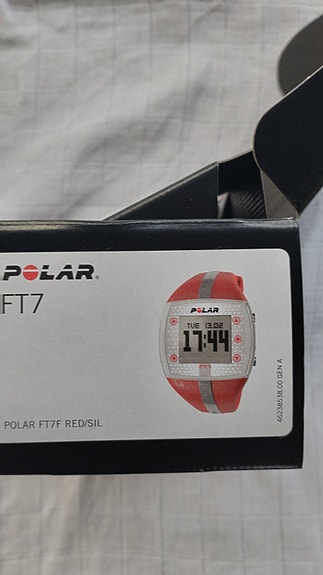 POLAR®
FT7
POLAR
TUE 13.02
17:44
POLAR FT7F RED/SIL
46238538.00 GEN A